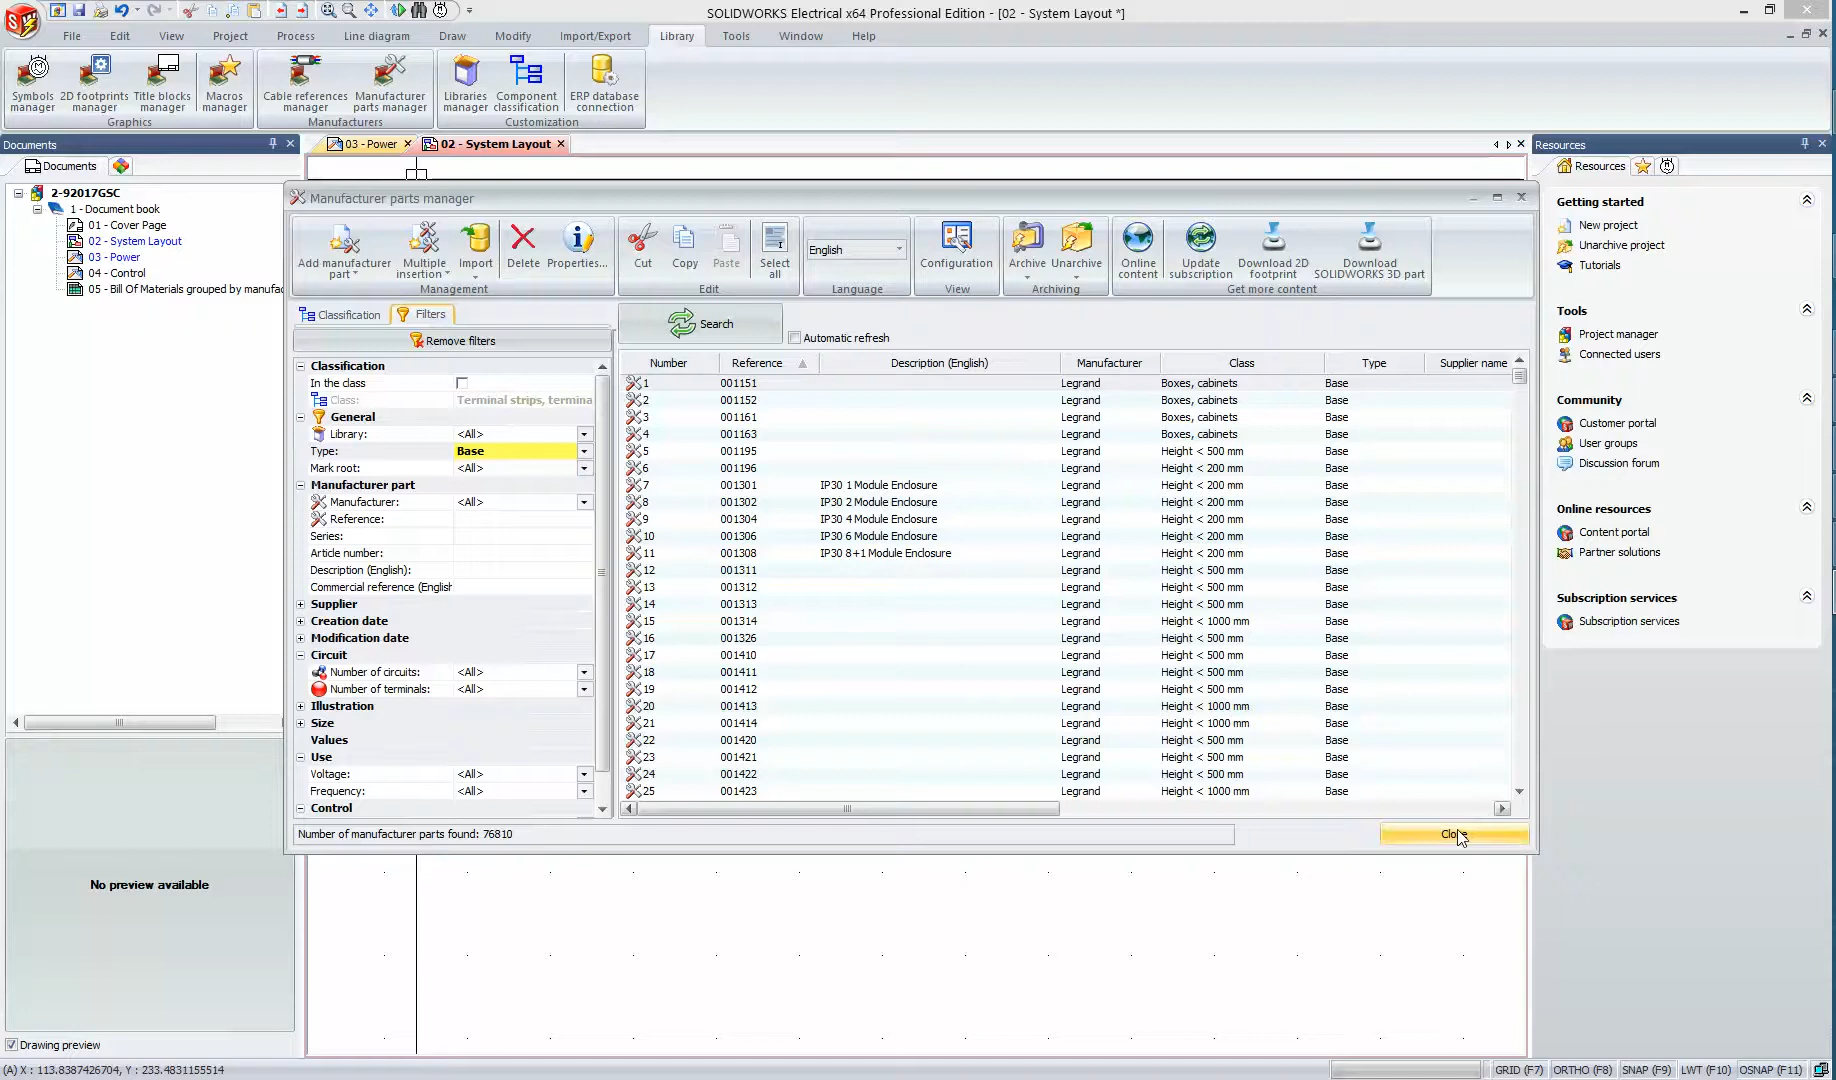 SOLIDWORKS Electrical x64 Professional Edition - [02 - System Layout *]
File Edit View Project Process Line diagram Draw Modify Import/Export Library Tools Window Help
Symbols manager
2D footprints manager
Title blocks manager
Macros manager
Cable references manager
Manufacturer parts manager
Libraries manager
Component classification
ERP database connection
Graphics Manufacturers Customization
Documents
Documents
2-92017GSC
1 - Document book
01 - Cover Page
02 - System Layout
03 - Power
04 - Control
05 - Bill Of Materials grouped by manufac
No preview available
Drawing preview
03 - Power
02 - System Layout
Manufacturer parts manager
Add manufacturer part
Multiple insertion
Import
Delete
Properties...
Management
Cut
Copy
Paste
Select all
Edit
English
Language
Configuration
View
Archive
Unarchive
Archiving
Online content
Update subscription
Download 2D footprint
Download SOLIDWORKS 3D part
Get more content
Classification
Filters
Remove filters
Classification
In the class
Class: Terminal strips, termina
General
Library: <All>
Type: Base
Mark root: <All>
Manufacturer part
Manufacturer: <All>
Reference:
Series:
Article number:
Description (English):
Commercial reference (English
Supplier
Creation date
Modification date
Circuit
Number of circuits: <All>
Number of terminals: <All>
Illustration
Size
Values
Use
Voltage: <All>
Frequency: <All>
Control
Search
Automatic refresh
Number Reference Description (English) Manufacturer Class Type Supplier name
1 001151 Legrand Boxes, cabinets Base
2 001152 Legrand Boxes, cabinets Base
3 001161 Legrand Boxes, cabinets Base
4 001163 Legrand Boxes, cabinets Base
5 001195 Legrand Height < 500 mm Base
6 001196 Legrand Height < 200 mm Base
7 001301 IP30 1 Module Enclosure Legrand Height < 200 mm Base
8 001302 IP30 2 Module Enclosure Legrand Height < 200 mm Base
9 001304 IP30 4 Module Enclosure Legrand Height < 200 mm Base
10 001306 IP30 6 Module Enclosure Legrand Height < 200 mm Base
11 001308 IP30 8+1 Module Enclosure Legrand Height < 200 mm Base
12 001311 Legrand Height < 500 mm Base
13 001312 Legrand Height < 500 mm Base
14 001313 Legrand Height < 500 mm Base
15 001314 Legrand Height < 1000 mm Base
16 001326 Legrand Height < 500 mm Base
17 001410 Legrand Height < 500 mm Base
18 001411 Legrand Height < 500 mm Base
19 001412 Legrand Height < 500 mm Base
20 001413 Legrand Height < 1000 mm Base
21 001414 Legrand Height < 1000 mm Base
22 001420 Legrand Height < 500 mm Base
23 001421 Legrand Height < 500 mm Base
24 001422 Legrand Height < 500 mm Base
25 001423 Legrand Height < 1000 mm Base
Number of manufacturer parts found: 76810
Close
Resources
Resources
Getting started
New project
Unarchive project
Tutorials
Tools
Project manager
Connected users
Community
Customer portal
User groups
Discussion forum
Online resources
Content portal
Partner solutions
Subscription services
Subscription services
(A) X : 113.8387426704, Y : 233.4831155514
GRID (F7) ORTHO (F8) SNAP (F9) LWT (F10) OSNAP (F11)